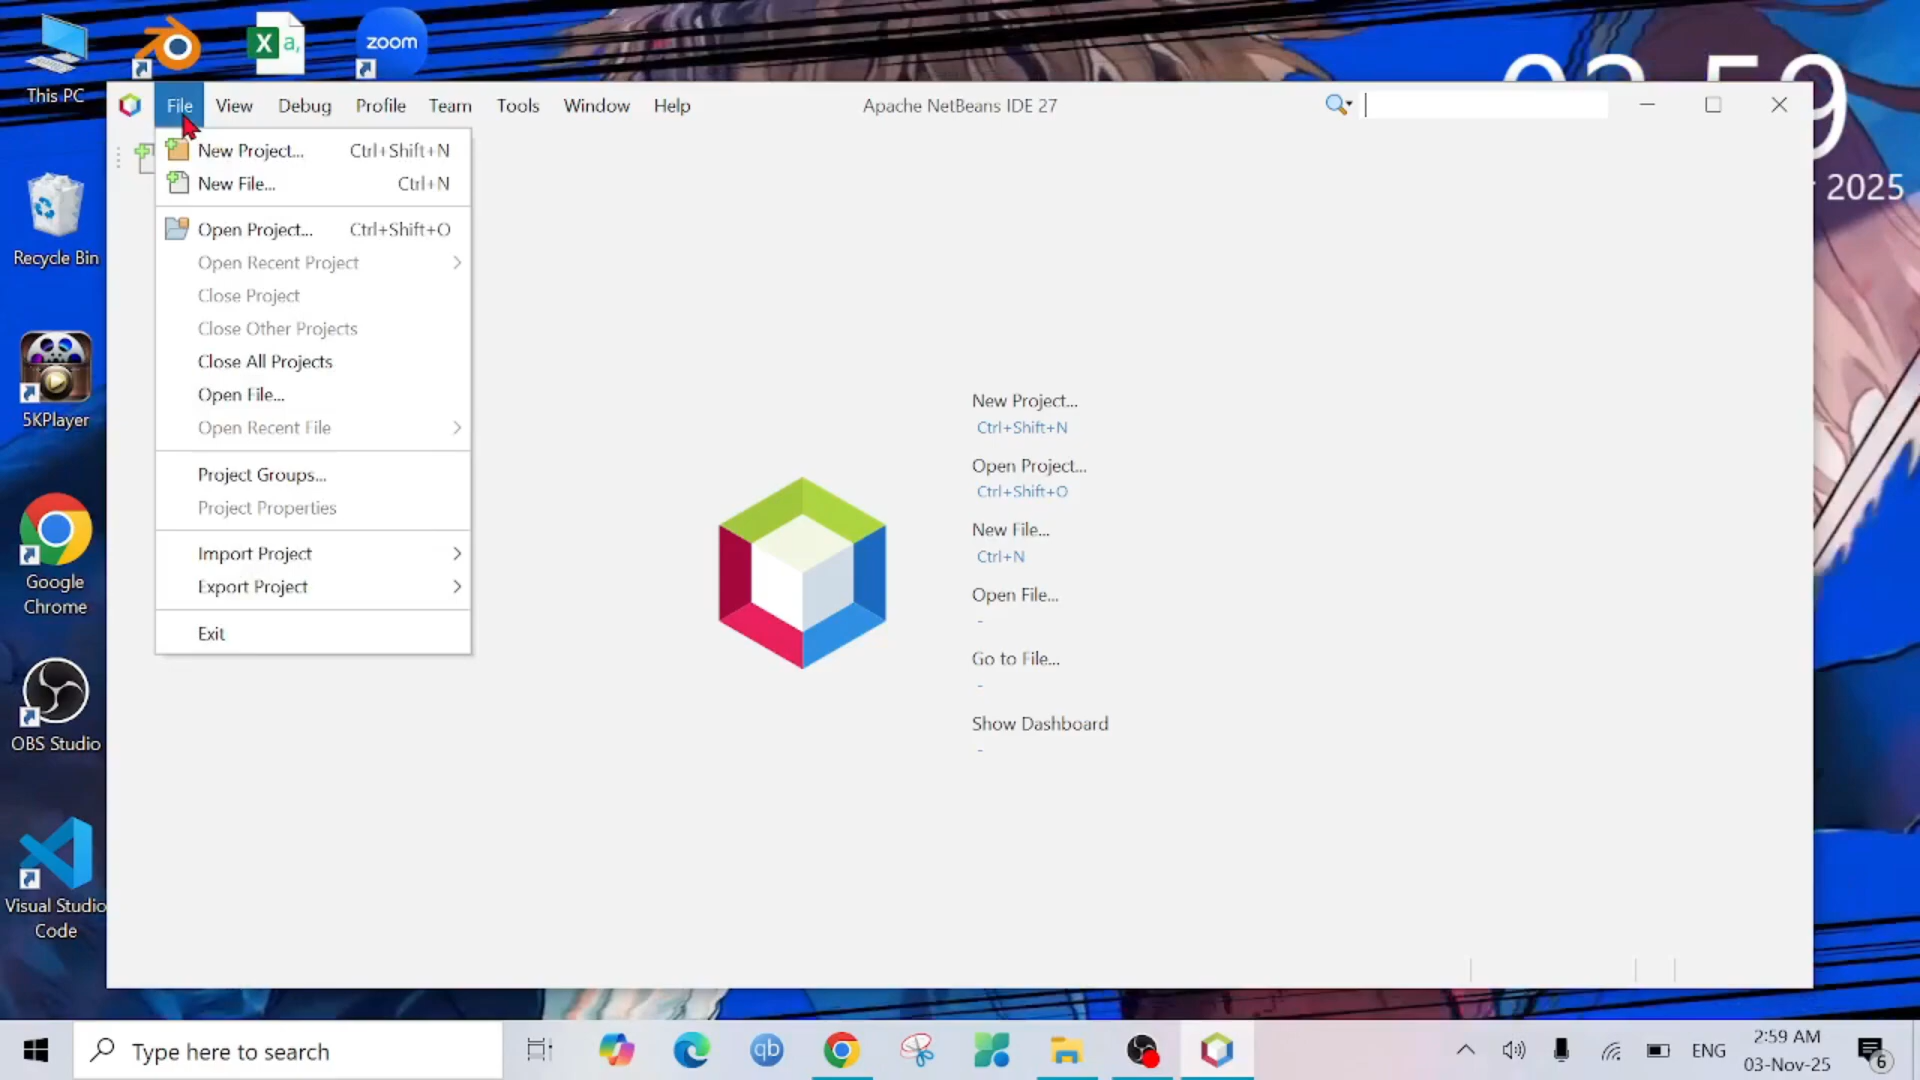 zoom
This PC
Recycle Bin
5KPlayer
Google
Chrome
OBS Studio
Visual Studio
Code
File View Debug Profile Team Tools Window Help
Apache NetBeans IDE 27
New Project... Ctrl+Shift+N
New File... Ctrl+N
Open Project... Ctrl+Shift+O
Open Recent Project
Close Project
Close Other Projects
Close All Projects
Open File...
Open Recent File
Project Groups...
Project Properties
Import Project
Export Project
Exit
New Project...
Ctrl+Shift+N
Open Project...
Ctrl+Shift+O
New File...
Ctrl+N
Open File...
-
Go to File...
-
Show Dashboard
-
2025
Type here to search
qb
ENG
2:59 AM
03-Nov-25
6